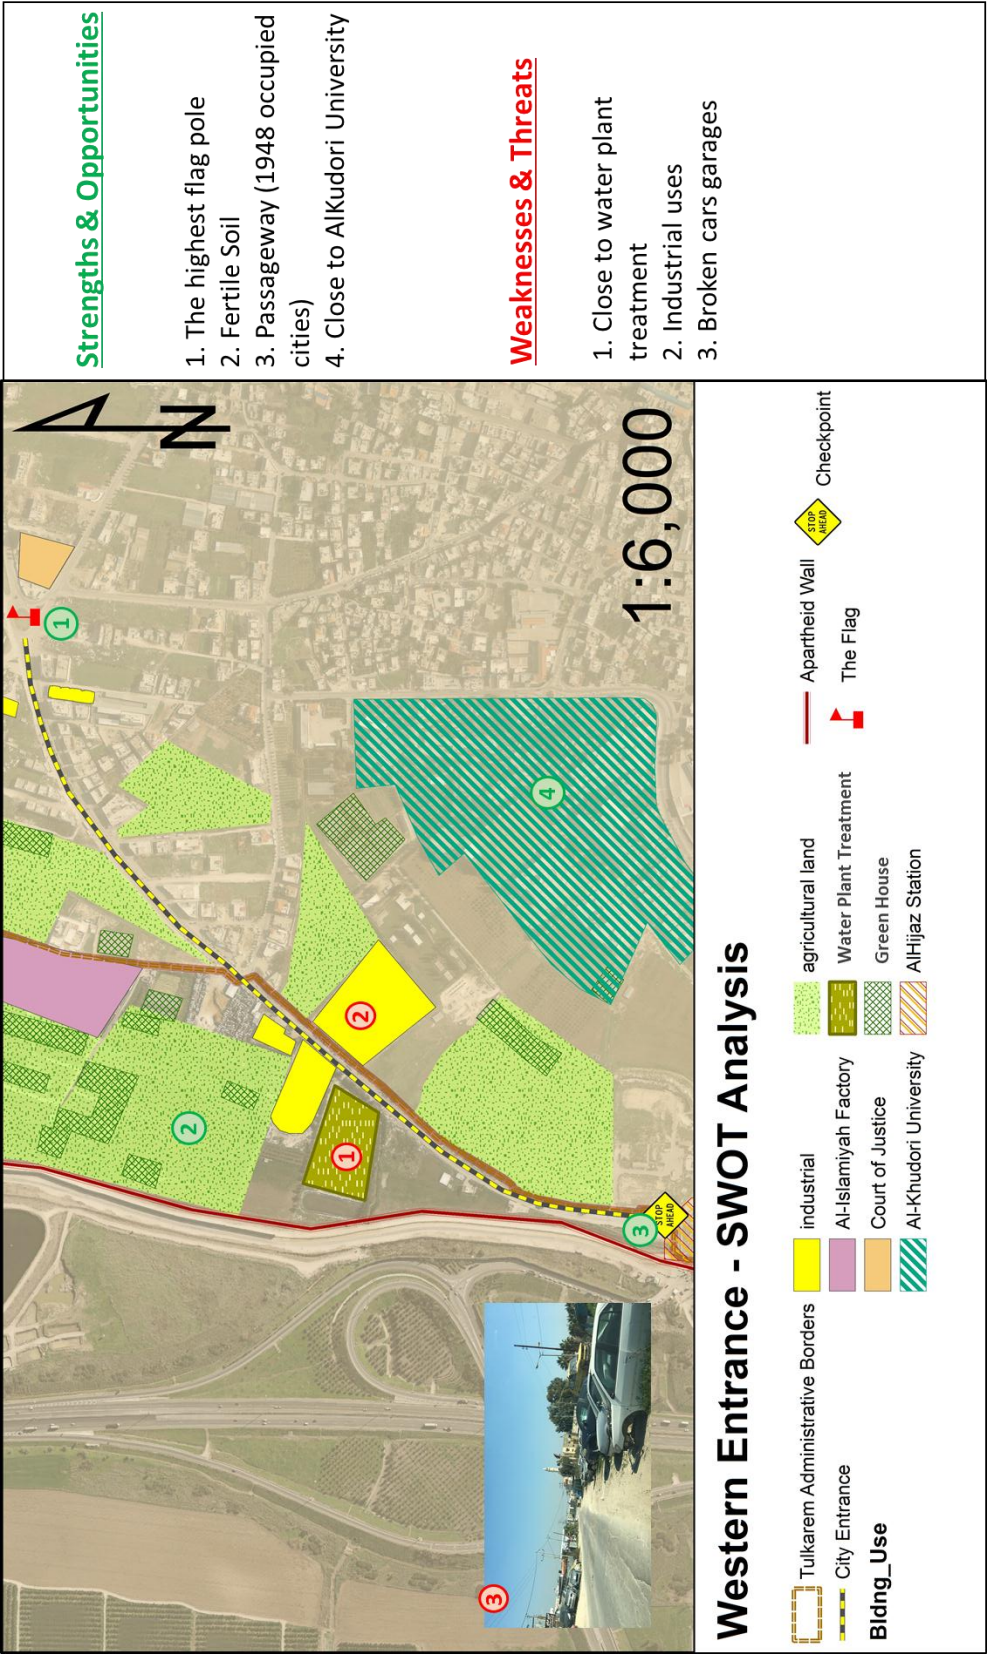 N
1:6,000
1
2
3
4
1
2
3
STOP
AHEAD
Western Entrance - SWOT Analysis
Tulkarem Administrative Borders
City Entrance
Bldng_Use
industrial
Al-Islamiyah Factory
Court of Justice
Al-Khudori University
agricultural land
Water Plant Treatment
Green House
AlHijaz Station
Apartheid Wall
The Flag
STOP
AHEAD
Checkpoint
Strengths & Opportunities
1. The highest flag pole
2. Fertile Soil
3. Passageway (1948 occupied
cities)
4. Close to AlKudori University
Weaknesses & Threats
1. Close to water plant
treatment
2. Industrial uses
3. Broken cars garages